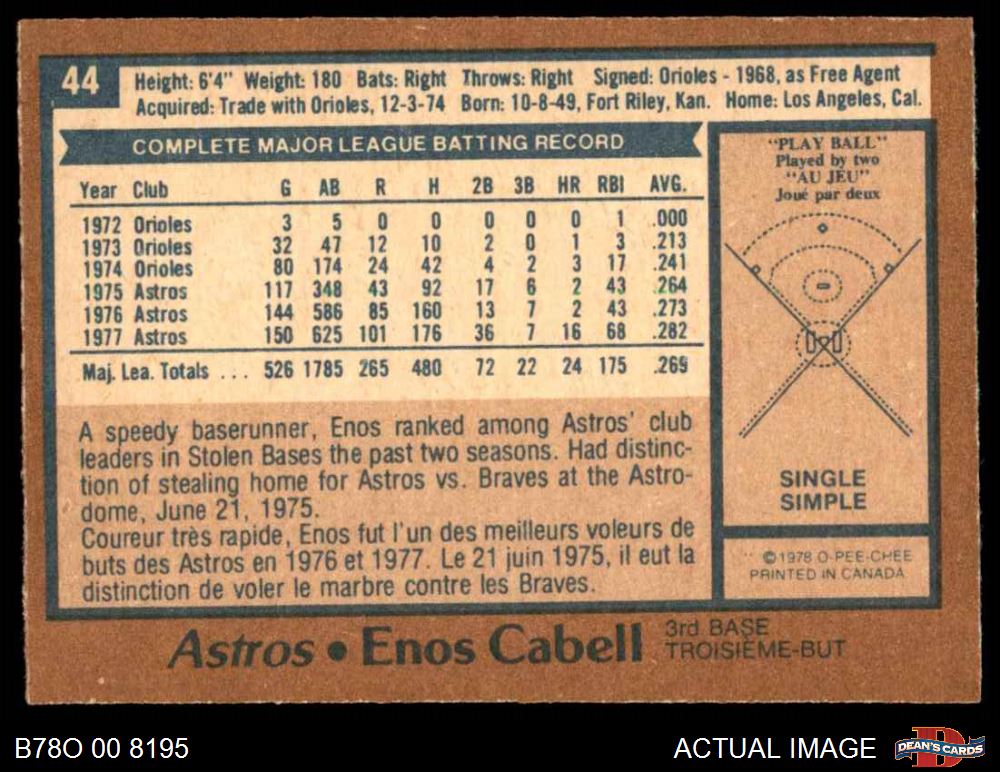 44
Height: 6'4" Weight: 180 Bats: Right Throws: Right Signed: Orioles - 1968, as Free Agent
Acquired: Trade with Orioles, 12-3-74 Born: 10-8-49, Fort Riley, Kan. Home: Los Angeles, Cal.
COMPLETE MAJOR LEAGUE BATTING RECORD
Year Club G AB R H 2B 3B HR RBI AVG.
1972 Orioles 3 5 0 0 0 0 0 1 .000
1973 Orioles 32 47 12 10 2 0 1 3 .213
1974 Orioles 80 174 24 42 4 2 3 17 .241
1975 Astros 117 348 43 92 17 6 2 43 .264
1976 Astros 144 586 85 160 13 7 2 43 .273
1977 Astros 150 625 101 176 36 7 16 68 .282
Maj. Lea. Totals ... 526 1785 265 480 72 22 24 175 .269
A speedy baserunner, Enos ranked among Astros' club
leaders in Stolen Bases the past two seasons. Had distinc-
tion of stealing home for Astros vs. Braves at the Astro-
dome, June 21, 1975.
Coureur très rapide, Enos fut l'un des meilleurs voleurs de
buts des Astros en 1976 et 1977. Le 21 juin 1975, il eut la
distinction de voler le marbre contre les Braves.
"PLAY BALL"
Played by two
"AU JEU"
Joué par deux
SINGLE
SIMPLE
©1978 O-PEE-CHEE
PRINTED IN CANADA
Astros • Enos Cabell
3rd BASE
TROISIÈME-BUT
B78O 00 8195
ACTUAL IMAGE
DEAN'S CARDS